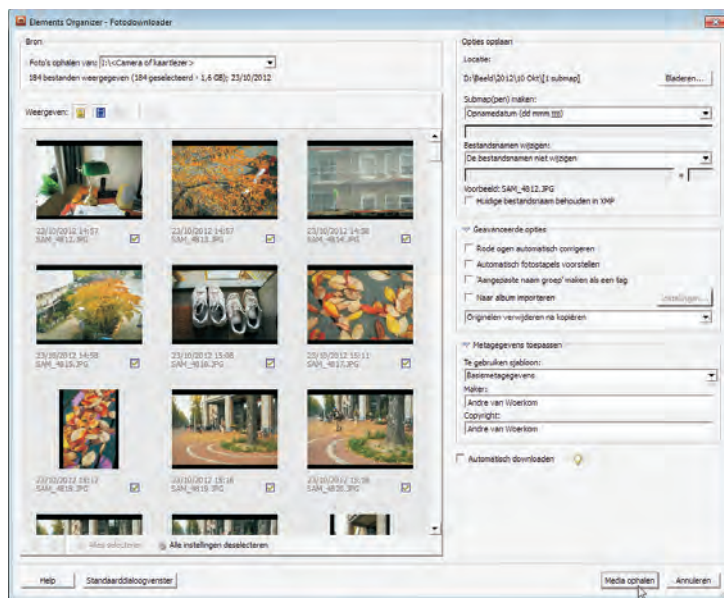 Elements Organizer - Fotodownloader
Bron
Foto's ophalen van: I:\<Camera of kaartlezer>
184 bestanden weergegeven (184 geselecteerd - 1,6 GB); 23/10/2012
Weergeven:
23/10/2012 14:57
SAM_4812.JPG
23/10/2012 14:57
SAM_4813.JPG
23/10/2012 14:58
SAM_4814.JPG
23/10/2012 14:58
SAM_4815.JPG
23/10/2012 15:08
SAM_4816.JPG
23/10/2012 15:11
SAM_4817.JPG
23/10/2012 15:12
SAM_4818.JPG
23/10/2012 15:16
SAM_4819.JPG
23/10/2012 15:16
SAM_4820.JPG
Alles selecteren
Alle instellingen deselecteren
Opties opslaan
Locatie:
D:\Beeld\2012\10 Okt\[1 submap]
Bladeren...
Submap(pen) maken:
Opnamedatum (dd mmm jjjj)
Bestandsnamen wijzigen:
De bestandsnamen niet wijzigen
+
Voorbeeld: SAM_4812.JPG
Huidige bestandsnaam behouden in XMP
Geavanceerde opties
Rode ogen automatisch corrigeren
Automatisch fotostapels voorstellen
'Aangepaste naam groep' maken als een tag
Naar album importeren
Instellingen...
Originelen verwijderen na kopiëren
Metagegevens toepassen
Te gebruiken sjabloon:
Basismetagegevens
Maker:
Andre van Woerkom
Copyright:
Andre van Woerkom
Automatisch downloaden
Help
Standaarddialoogvenster
Media ophalen
Annuleren